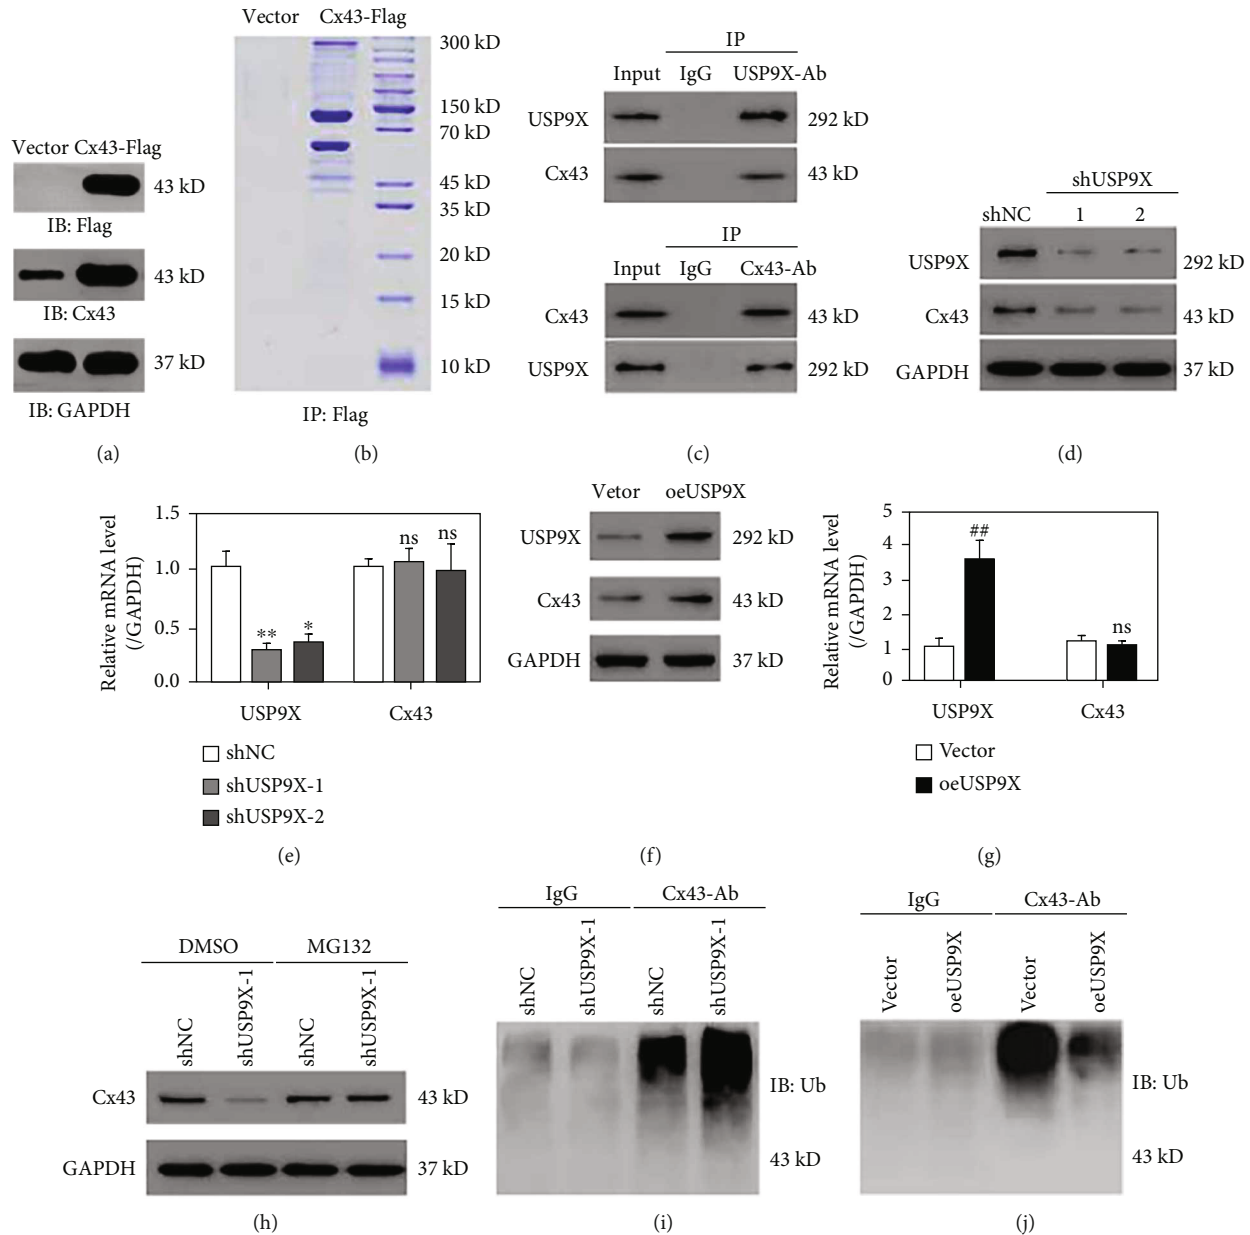 Vector Cx43-Flag
43 kD
IB: Flag
43 kD
IB: Cx43
37 kD
IB: GAPDH
(a)
Vector Cx43-Flag
300 kD
150 kD
70 kD
45 kD
35 kD
20 kD
15 kD
10 kD
IP: Flag
(b)
IP
Input IgG USP9X-Ab
USP9X 292 kD
Cx43 43 kD
IP
Input IgG Cx43-Ab
Cx43 43 kD
USP9X 292 kD
(c)
shUSP9X
shNC 1 2
USP9X 292 kD
Cx43 43 kD
GAPDH 37 kD
(d)
Relative mRNA level
(/GAPDH)
1.5
1.0
0.5
0.0
** *
ns ns
USP9X Cx43
shNC
shUSP9X-1
shUSP9X-2
(e)
Vetor oeUSP9X
USP9X 292 kD
Cx43 43 kD
GAPDH 37 kD
(f)
Relative mRNA level
(/GAPDH)
5
4
3
2
1
0
##
ns
USP9X Cx43
Vector
oeUSP9X
(g)
DMSO MG132
shNC shUSP9X-1 shNC shUSP9X-1
Cx43 43 kD
GAPDH 37 kD
(h)
IgG Cx43-Ab
shNC shUSP9X-1 shNC shUSP9X-1
IB: Ub
43 kD
(i)
IgG Cx43-Ab
Vector oeUSP9X Vector oeUSP9X
IB: Ub
43 kD
(j)